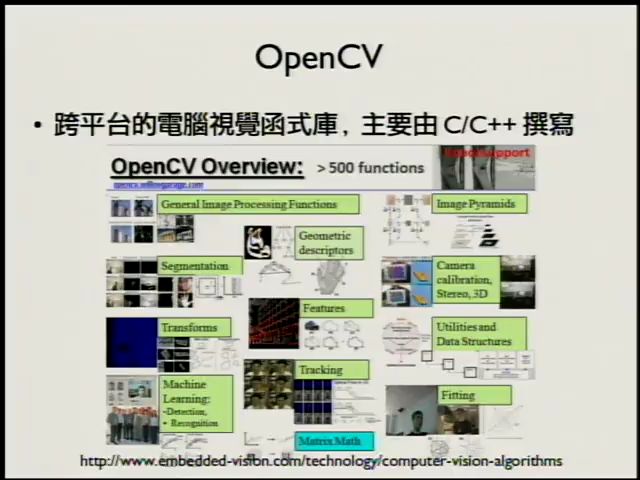 OpenCV
• 跨平台的電腦視覺函式庫，主要由 C/C++ 撰寫
OpenCV Overview: > 500 functions
opencv.willowgarage.com
General Image Processing Functions
Image Pyramids
Geometric descriptors
Segmentation
Camera calibration, Stereo, 3D
Features
Transforms
Utilities and Data Structures
Tracking
Machine Learning:
•Detection,
• Recognition
Fitting
Matrix Math
http://www.embedded-vision.com/technology/computer-vision-algorithms